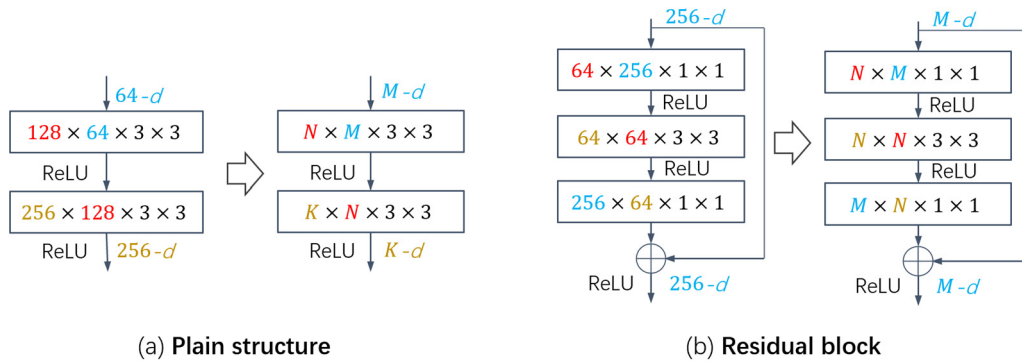 64-d
128 × 64 × 3 × 3
ReLU
256 × 128 × 3 × 3
ReLU
256-d
M-d
N × M × 3 × 3
ReLU
K × N × 3 × 3
ReLU
K-d
(a) Plain structure
256-d
64 × 256 × 1 × 1
ReLU
64 × 64 × 3 × 3
ReLU
256 × 64 × 1 × 1
ReLU
256-d
M-d
N × M × 1 × 1
ReLU
N × N × 3 × 3
ReLU
M × N × 1 × 1
ReLU
M-d
(b) Residual block